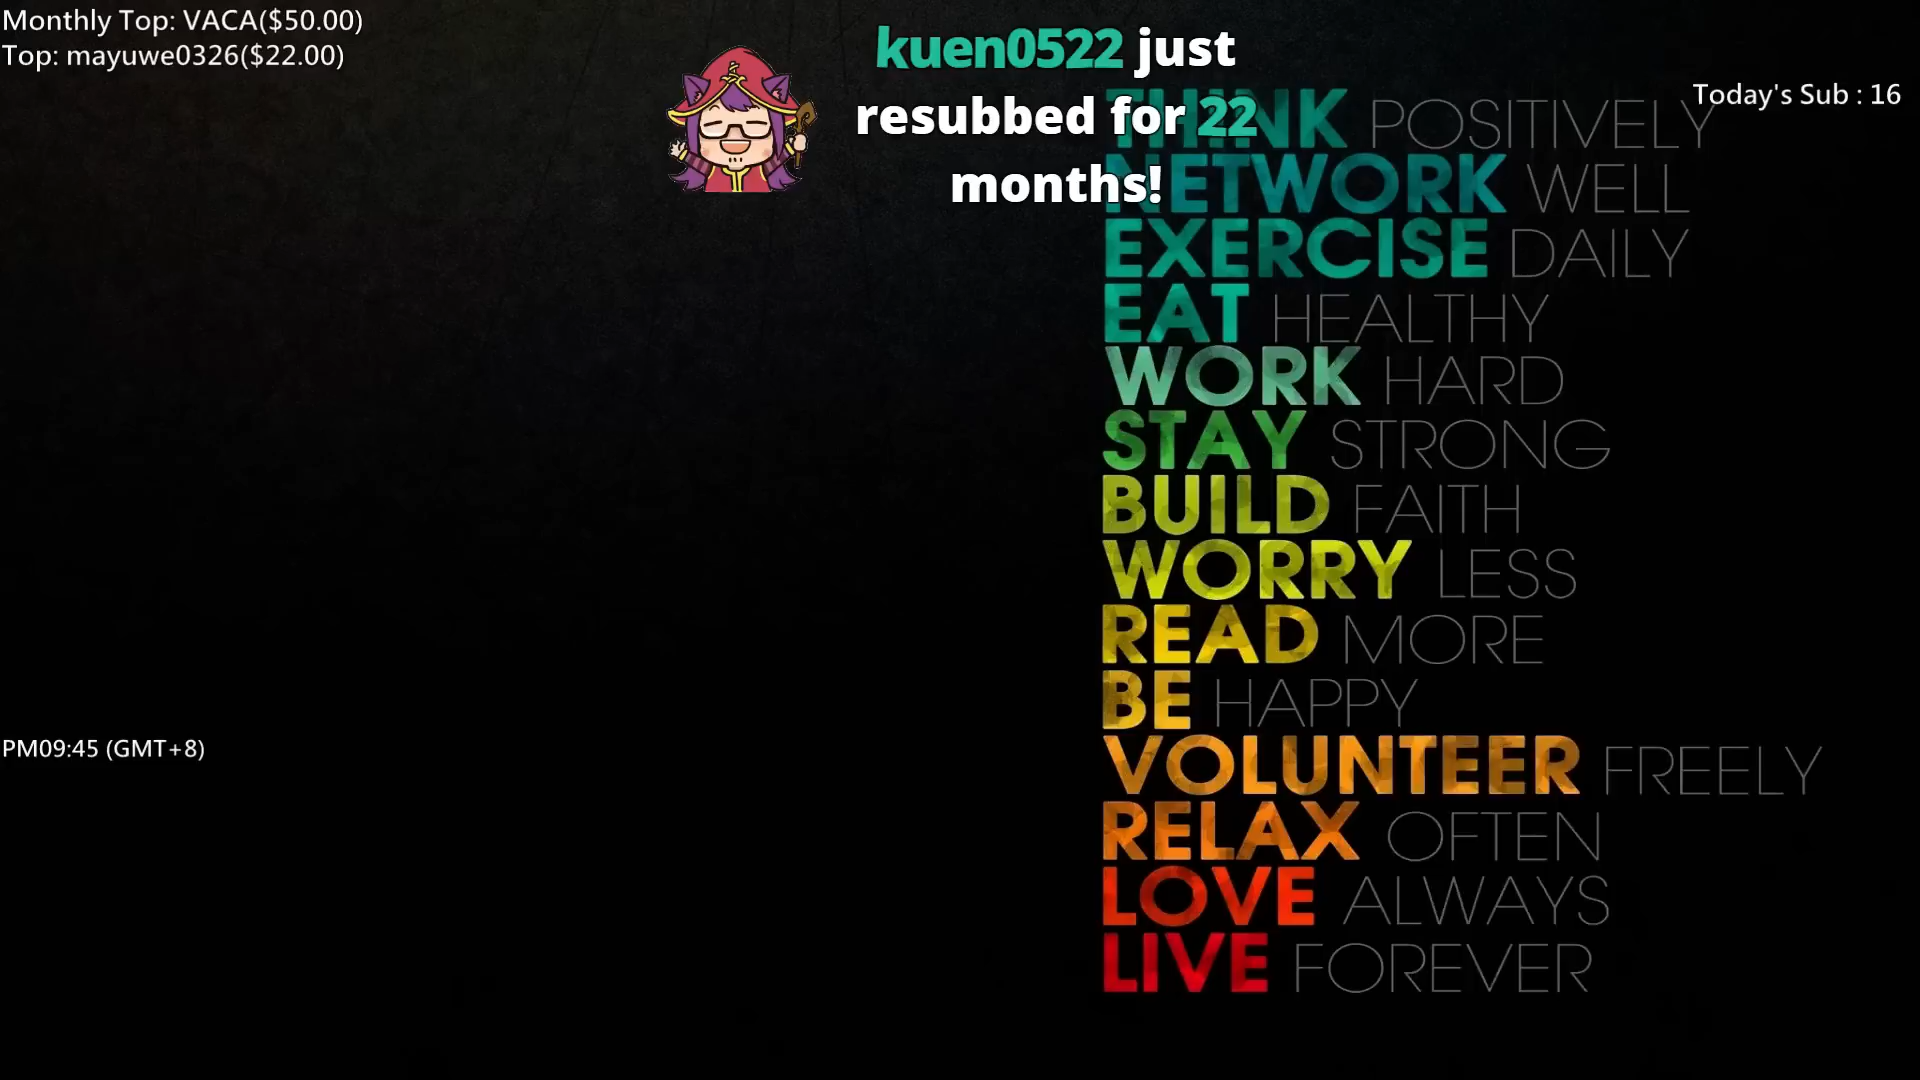 Monthly Top: VACA($50.00)
Top: mayuwe0326($22.00)
kuen0522 just
resubbed for 22
months!
Today's Sub : 16
THINK POSITIVELY
NETWORK WELL
EXERCISE DAILY
EAT HEALTHY
WORK HARD
STAY STRONG
BUILD FAITH
WORRY LESS
READ MORE
BE HAPPY
PM09:45 (GMT+8)
VOLUNTEER FREELY
RELAX OFTEN
LOVE ALWAYS
LIVE FOREVER